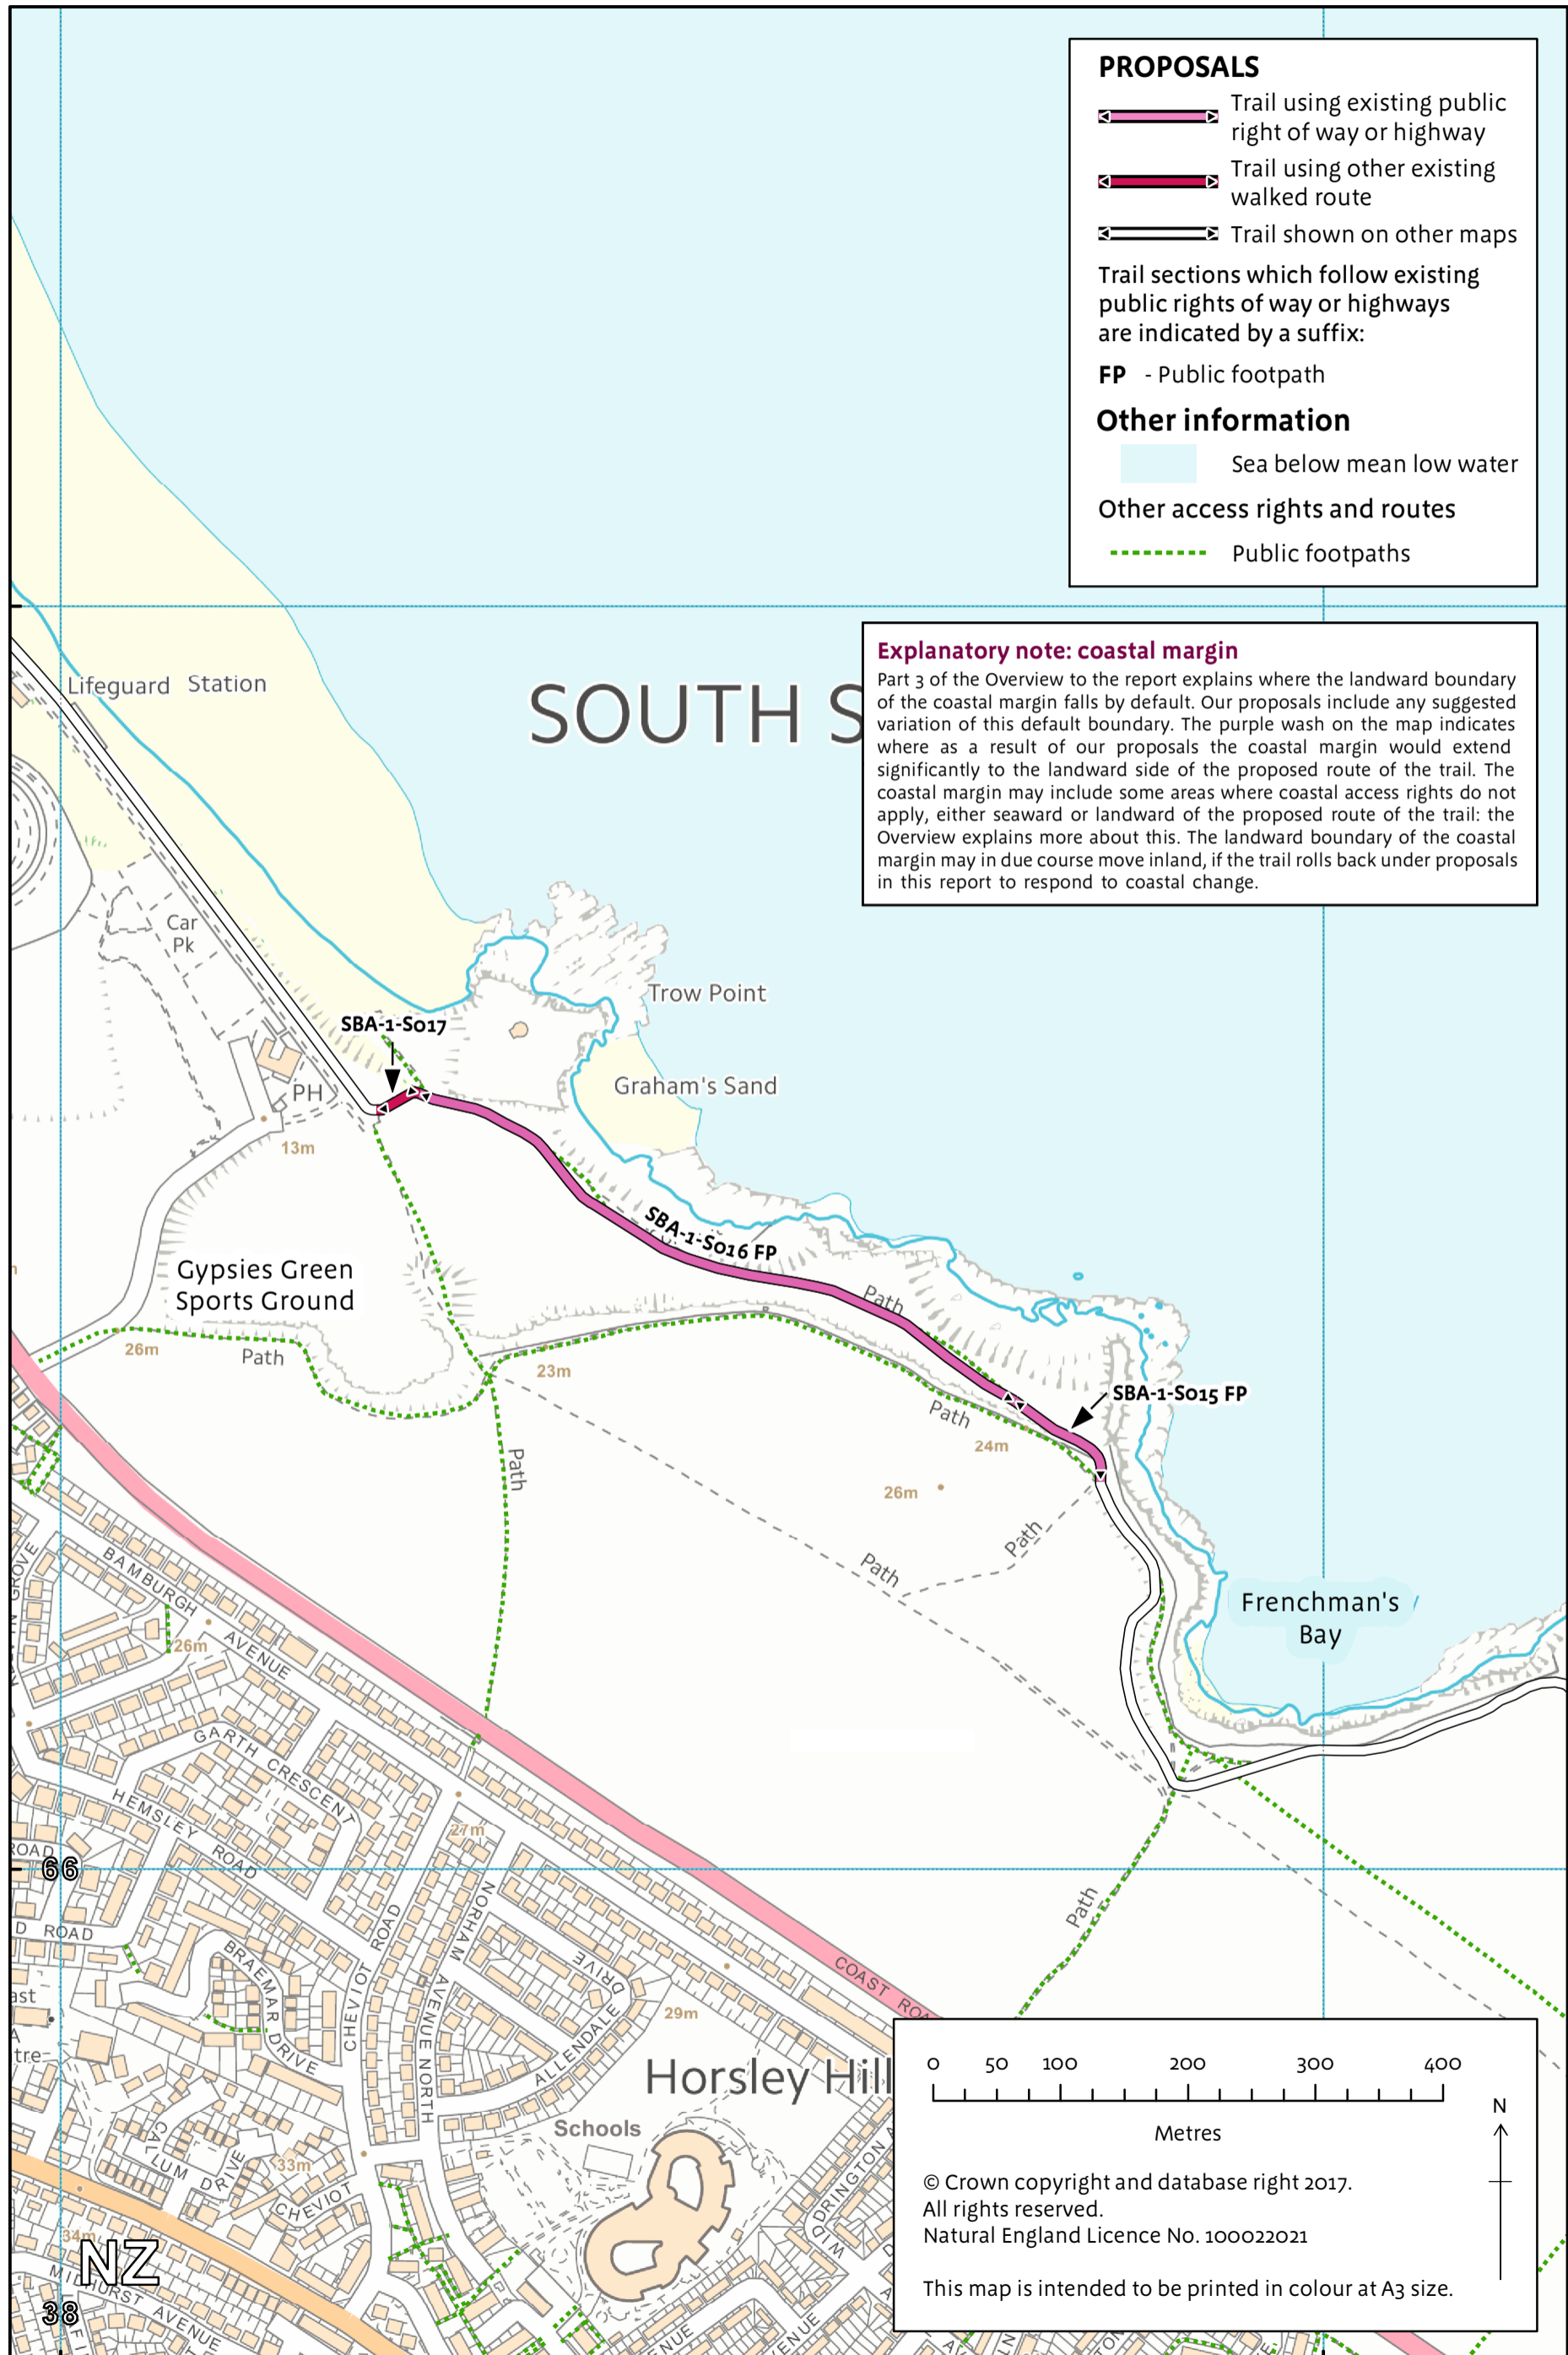 PROPOSALS
Trail using existing public
right of way or highway
Trail using other existing
walked route
Trail shown on other maps
Trail sections which follow existing
public rights of way or highways
are indicated by a suffix:
FP - Public footpath
Other information
Sea below mean low water
Other access rights and routes
Public footpaths
Explanatory note: coastal margin
Part 3 of the Overview to the report explains where the landward boundary
of the coastal margin falls by default. Our proposals include any suggested
variation of this default boundary. The purple wash on the map indicates
where as a result of our proposals the coastal margin would extend
significantly to the landward side of the proposed route of the trail. The
coastal margin may include some areas where coastal access rights do not
apply, either seaward or landward of the proposed route of the trail: the
Overview explains more about this. The landward boundary of the coastal
margin may in due course move inland, if the trail rolls back under proposals
in this report to respond to coastal change.
Lifeguard Station
SOUTH S
Car
Pk
Trow Point
SBA-1-S017
Graham's Sand
PH
13m
SBA-1-S016 FP
Gypsies Green
Sports Ground
Path
26m
Path
23m
SBA-1-S015 FP
Path
24m
Path
26m
Path
Path
Frenchman's
Bay
GROVE
BAMBURGH
AVENUE
26m
GARTH CRESCENT
HEMSLEY
ROAD
27m
ROAD
66
Path
NORHAM
AVENUE NORTH
D ROAD
BRAEMAR DRIVE
CHEVIOT ROAD
DRIVE
ALLENDALE
COAST ROA
29m
ast
A
tre
Horsley Hill
Schools
CALLUM DRIVE
33m
CHEVIOT
WIDDRINGTON A
34m
NZ
MILLHURST AVENUE
38
ENUE
VENUE
0 50 100 200 300 400
Metres
N
© Crown copyright and database right 2017.
All rights reserved.
Natural England Licence No. 100022021
This map is intended to be printed in colour at A3 size.